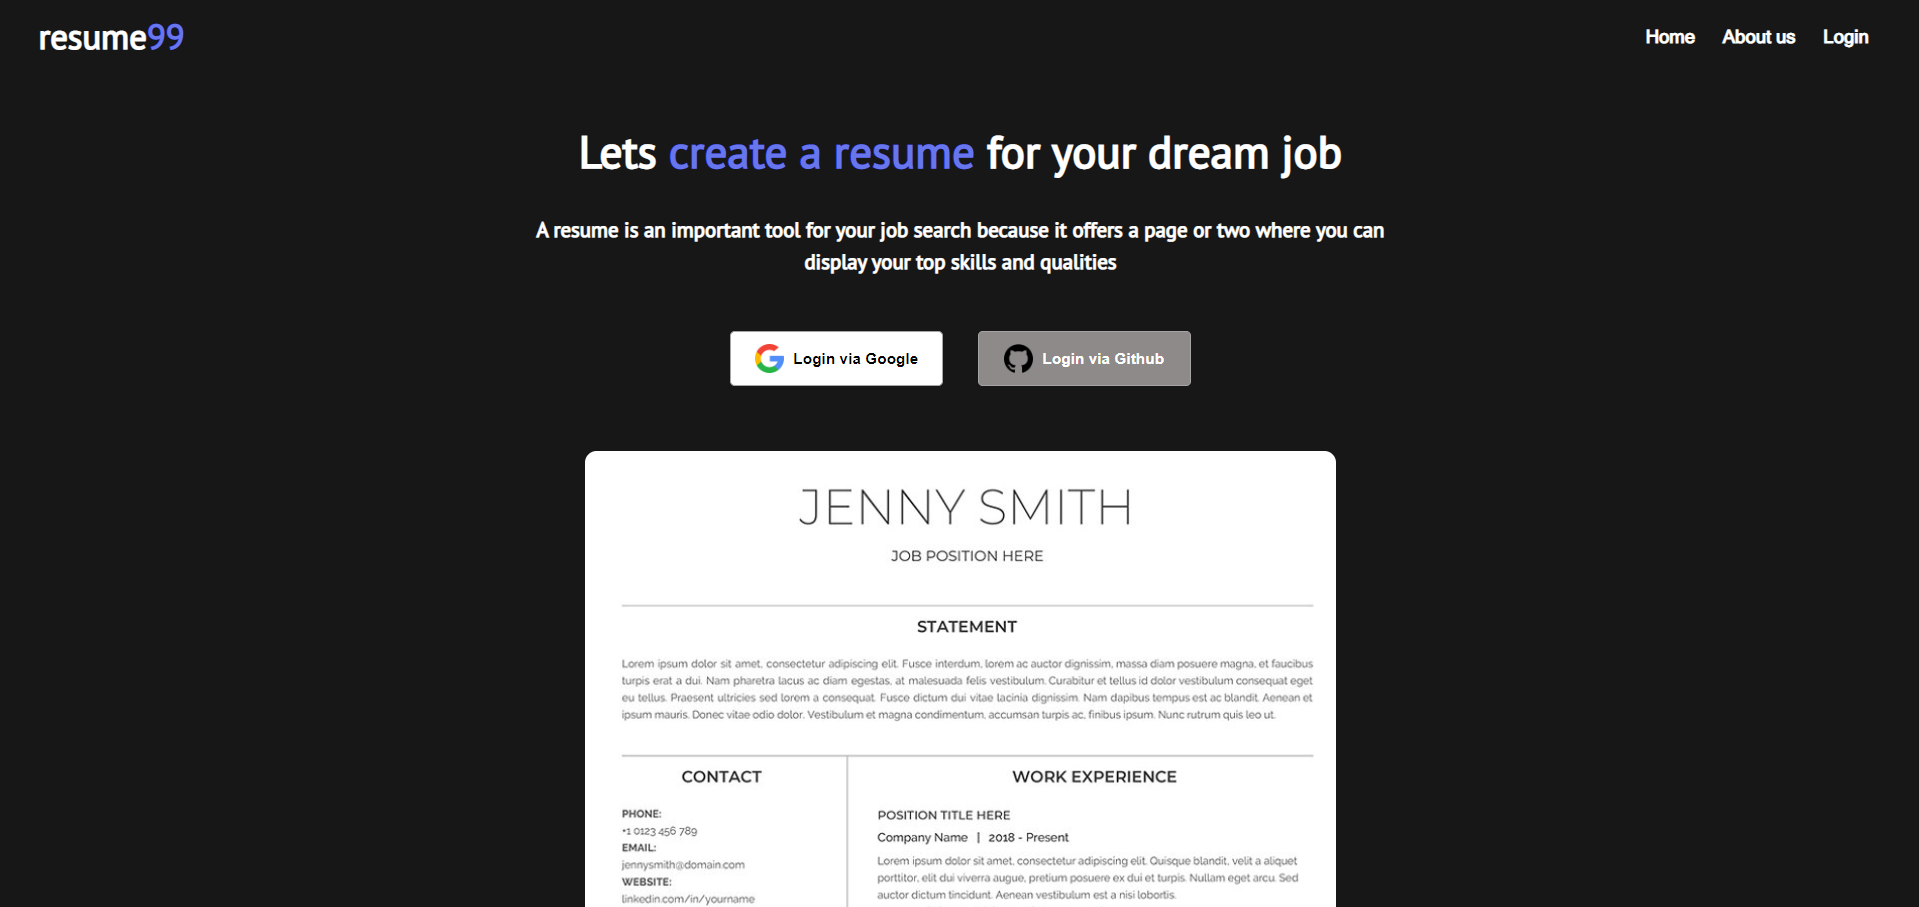 resume99
Home
About us
Login
Lets create a resume for your dream job
A resume is an important tool for your job search because it offers a page or two where you can
display your top skills and qualities
Login via Google
Login via Github
JENNY SMITH
JOB POSITION HERE
STATEMENT
Lorem ipsum dolor sit amet, consectetur adipiscing elit. Fusce interdum, lorem ac auctor dignissim, massa diam posuere magna, et faucibus
turpis erat a dui. Nam pharetra lacus ac diam egestas, at malesuada felis vestibulum. Curabitur et tellus id dolor vestibulum consequat eget
eu tellus. Praesent ultricies sed lorem a consequat. Fusce dictum dui vitae lacinia dignissim. Nam dapibus tempus est ac blandit. Aenean et
ipsum mauris. Donec vitae odio dolor. Vestibulum et magna condimentum, accumsan turpis ac, finibus ipsum. Nunc rutrum quis leo ut.
CONTACT
PHONE:
+1 0123 456 789
EMAIL:
jennysmith@domain.com
WEBSITE:
linkedin.com/in/yourname
WORK EXPERIENCE
POSITION TITLE HERE
Company Name | 2018 - Present
Lorem ipsum dolor sit amet, consectetur adipiscing elit. Quisque blandit, velit a aliquet
porttitor, elit dui viverra augue, pretium posuere ex dui et turpis. Nullam eget arcu. Sed
auctor dictum tincidunt. Aenean vestibulum est a nisi lobortis.